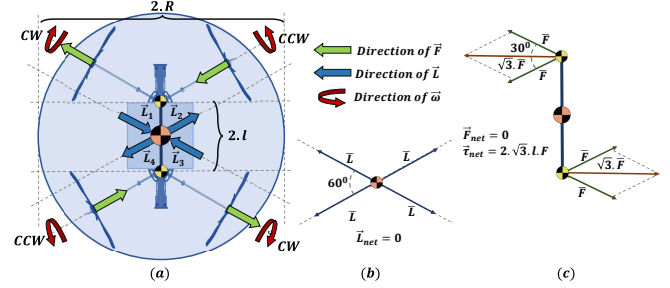 (a)
2.R
CW
CCW
L⃗₁
L⃗₂
L⃗₄
L⃗₃
2.l
CCW
CW
Direction of F⃗
Direction of L⃗
Direction of ω⃗
(b)
L⃗
L⃗
60⁰
L⃗
L⃗
L⃗net = 0
(c)
F⃗
30⁰
√3.F⃗
F⃗
F⃗net = 0
τ⃗net = 2.√3.l.F
F⃗
√3.F⃗
F⃗
(a)
(b)
(c)